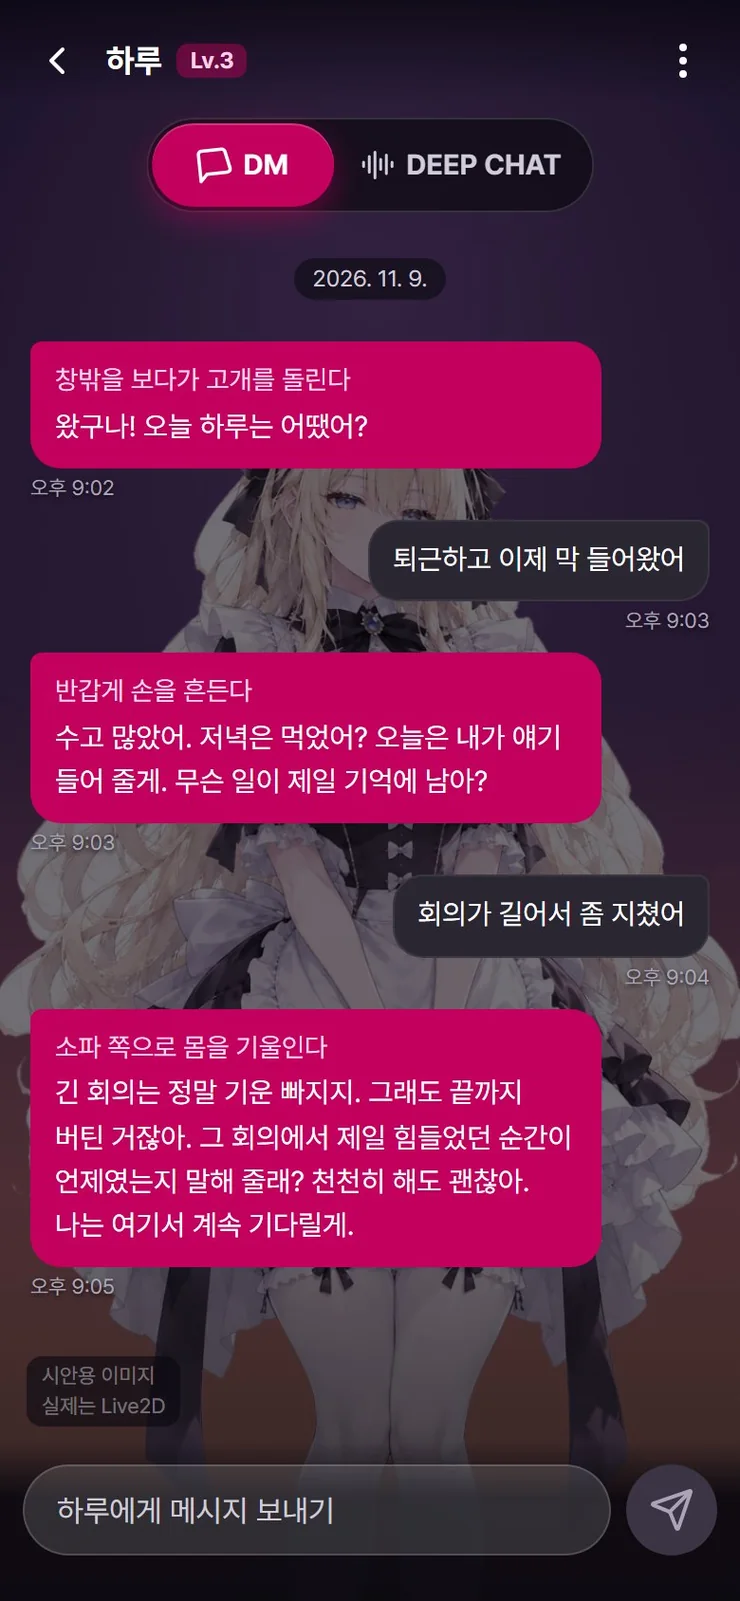 하루 Lv.3
DM DEEP CHAT
2026. 11. 9.
창밖을 보다가 고개를 돌린다
왔구나! 오늘 하루는 어땠어?
오후 9:02
퇴근하고 이제 막 들어왔어
오후 9:03
반갑게 손을 흔든다
수고 많았어. 저녁은 먹었어? 오늘은 내가 얘기
들어 줄게. 무슨 일이 제일 기억에 남아?
오후 9:03
회의가 길어서 좀 지쳤어
오후 9:04
소파 쪽으로 몸을 기울인다
긴 회의는 정말 기운 빠지지. 그래도 끝까지
버틴 거잖아. 그 회의에서 제일 힘들었던 순간이
언제였는지 말해 줄래? 천천히 해도 괜찮아.
나는 여기서 계속 기다릴게.
오후 9:05
시안용 이미지
실제는 Live2D
하루에게 메시지 보내기